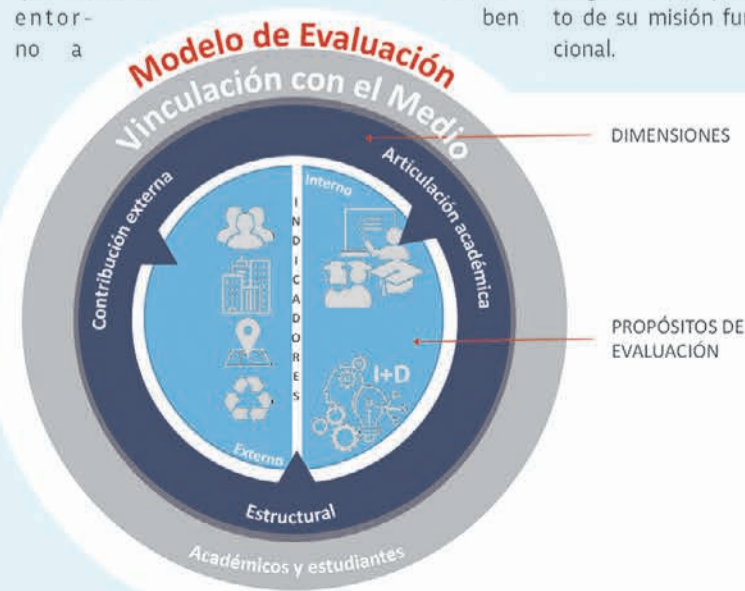 entor-
no a
ben
to de su misión fun
cional.
Modelo de Evaluación
Vinculación con el Medio
DIMENSIONES
Contribución externa
Articulación académica
INDICADORES
Interno
PROPÓSITOS DE
EVALUACIÓN
I+D
Externo
Estructural
Académicos y estudiantes